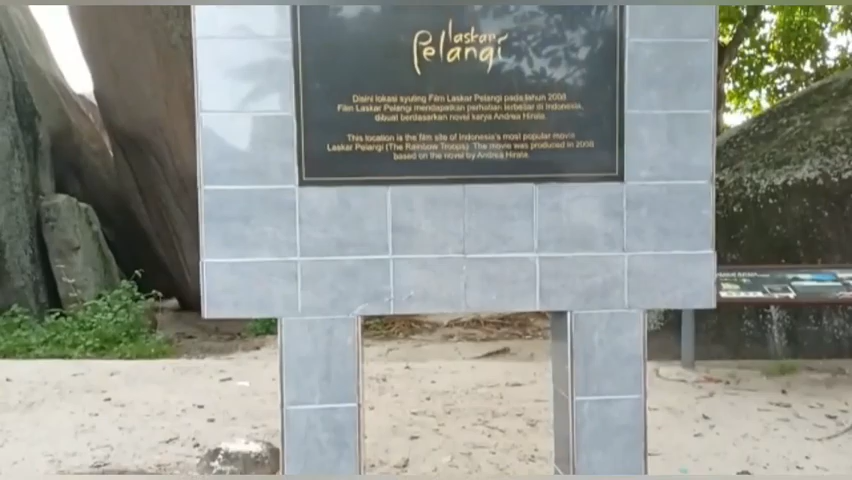 laskar
Pelangi
Disini lokasi syuting Film Laskar Pelangi pada tahun 2008
Film Laskar Pelangi mendapatkan perhatian terbesar di Indonesia,
dibuat berdasarkan novel karya Andrea Hirata.
This location is the film site of Indonesia's most popular movie
Laskar Pelangi (The Rainbow Troops). The movie was produced in 2008
based on the novel by Andrea Hirata.